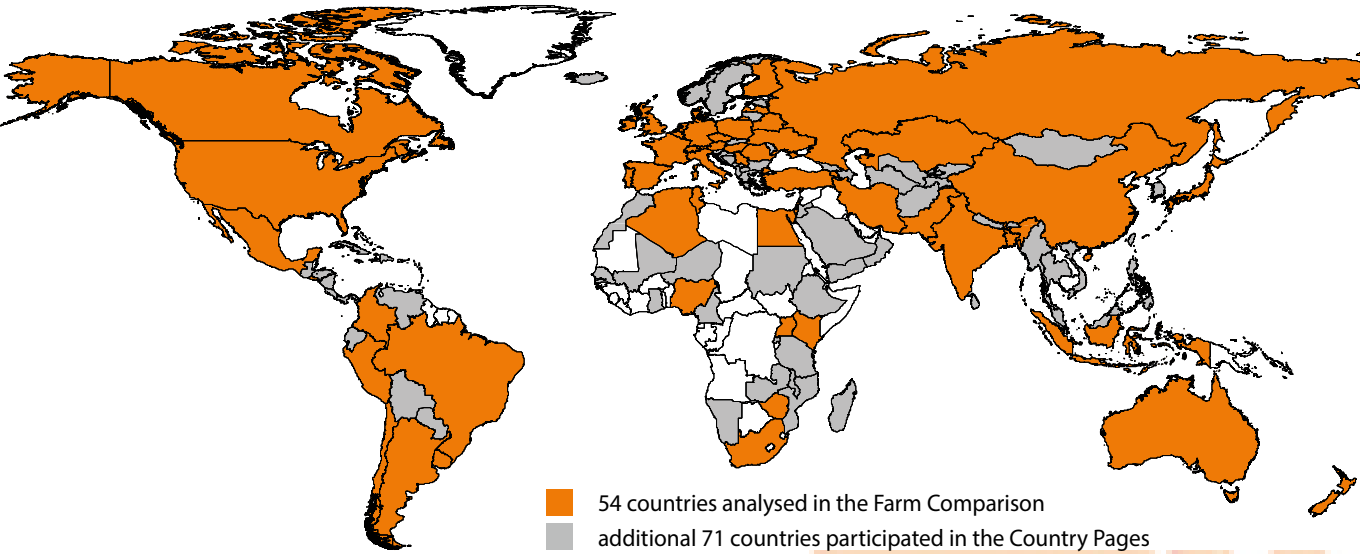 54 countries analysed in the Farm Comparison
additional 71 countries participated in the Country Pages